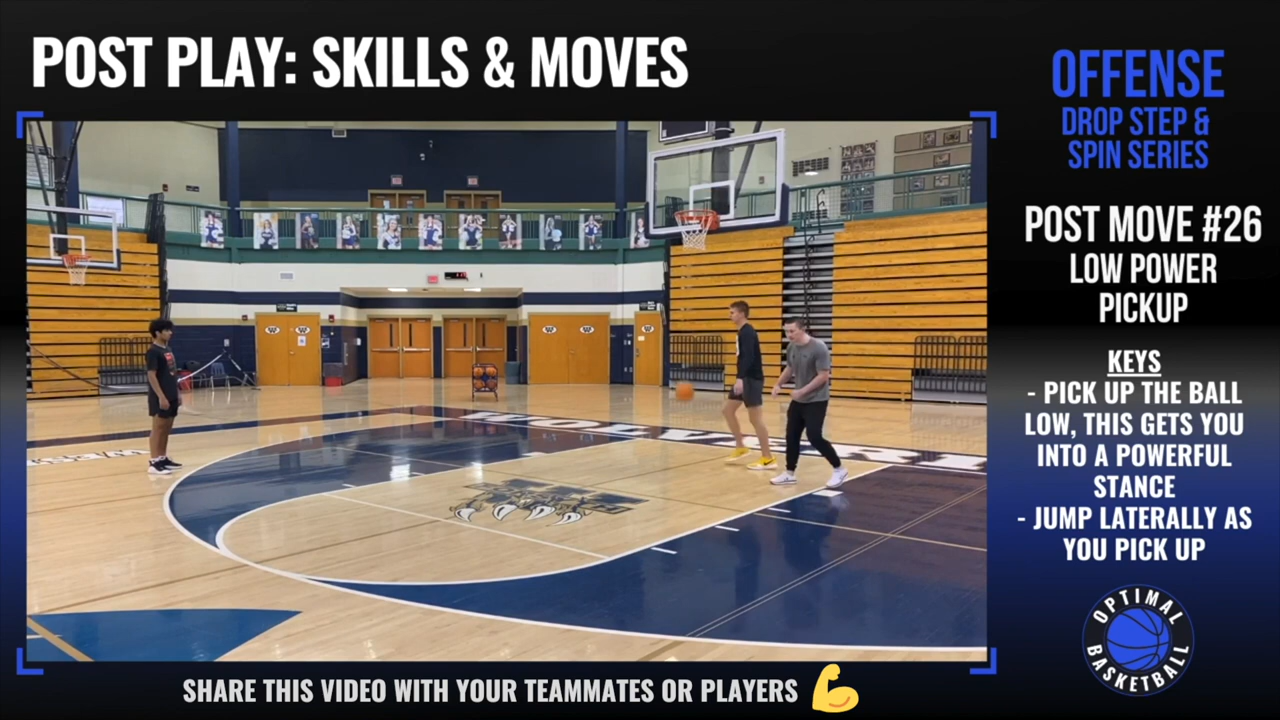 POST PLAY: SKILLS & MOVES
OFFENSE
DROP STEP &
SPIN SERIES
POST MOVE #26
LOW POWER
PICKUP
KEYS
- PICK UP THE BALL
LOW, THIS GETS YOU
INTO A POWERFUL
STANCE
- JUMP LATERALLY AS
YOU PICK UP
OPTIMAL
BASKETBALL
SHARE THIS VIDEO WITH YOUR TEAMMATES OR PLAYERS 💪